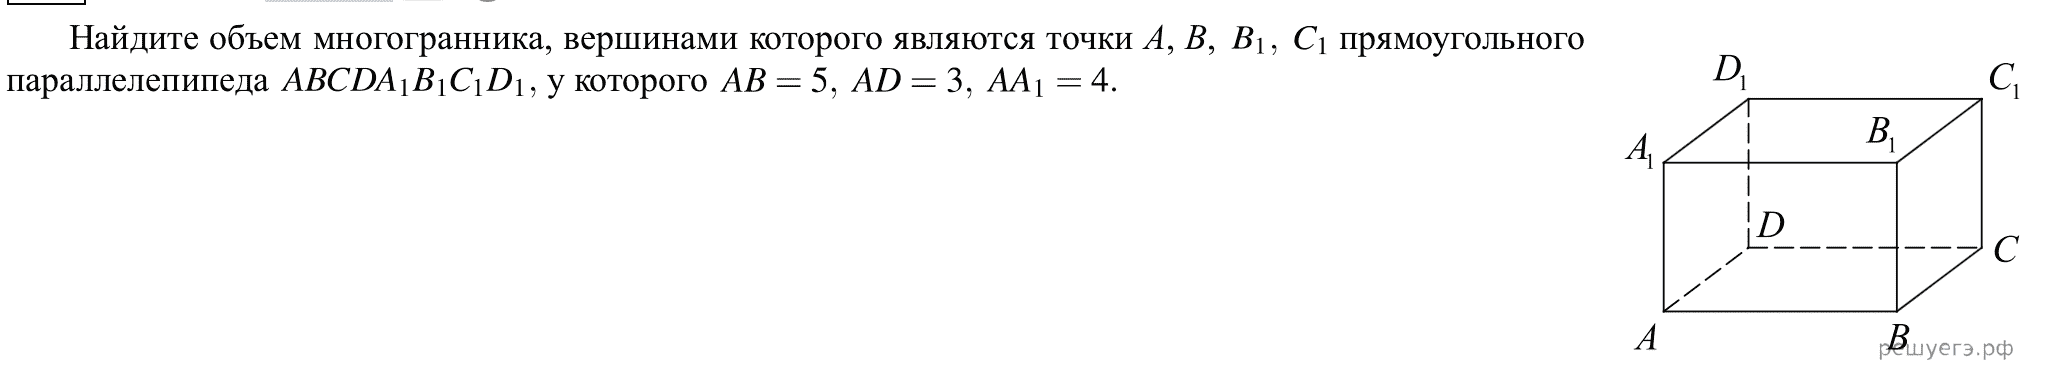 Найдите объем многогранника, вершинами которого являются точки A, B, B₁, C₁ прямоугольного
параллелепипеда ABCDA₁B₁C₁D₁, у которого AB = 5, AD = 3, AA₁ = 4.
D₁
C₁
B₁
A₁
D
C
A
B
решуегэ.рф